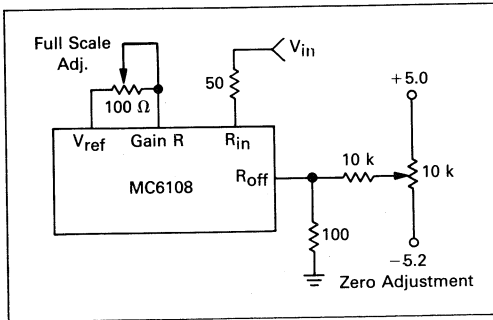 Full Scale
Adj.
100 Ω
V_in
50
+5.0
V_ref
Gain R
R_in
MC6108
R_off
10 k
10 k
100
−5.2
Zero Adjustment